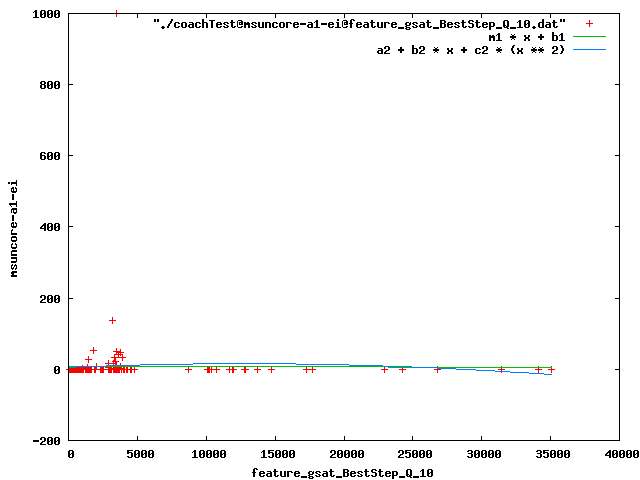 "./coachTest@msuncore-a1-ei@feature_gsat_BestStep_Q_10.dat"
m1 * x + b1
a2 + b2 * x + c2 * (x ** 2)
1000
800
600
400
200
0
-200
msuncore-a1-ei
0 5000 10000 15000 20000 25000 30000 35000 40000
feature_gsat_BestStep_Q_10